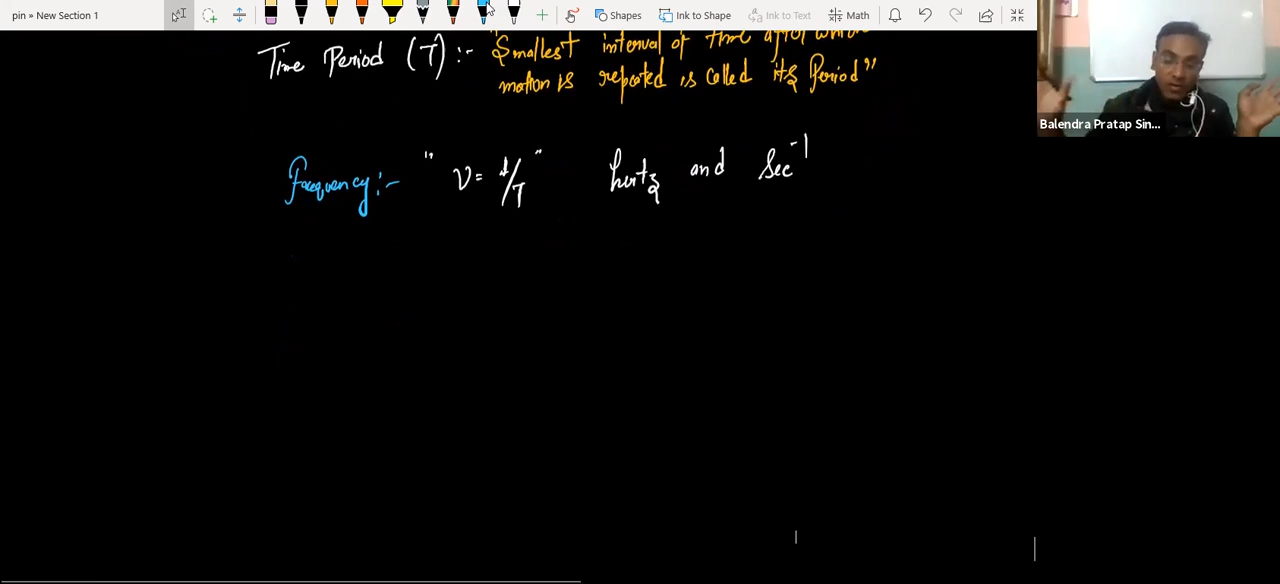 pin » New Section 1
Shapes
Ink to Shape
Ink to Text
Math
Time Period (T) :- "Smallest interval of time after which
motion is repeated is called its Period"
Balendra Pratap Sin...
Frequency :- " ν = 1/T " hertz and Sec⁻¹